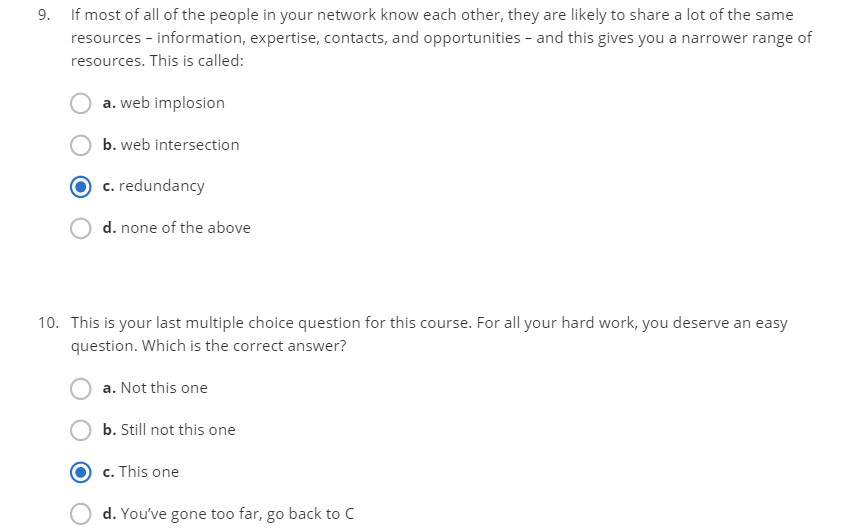 9. If most of all of the people in your network know each other, they are likely to share a lot of the same
resources – information, expertise, contacts, and opportunities – and this gives you a narrower range of
resources. This is called:
a. web implosion
b. web intersection
c. redundancy
d. none of the above
10. This is your last multiple choice question for this course. For all your hard work, you deserve an easy
question. Which is the correct answer?
a. Not this one
b. Still not this one
c. This one
d. You’ve gone too far, go back to C